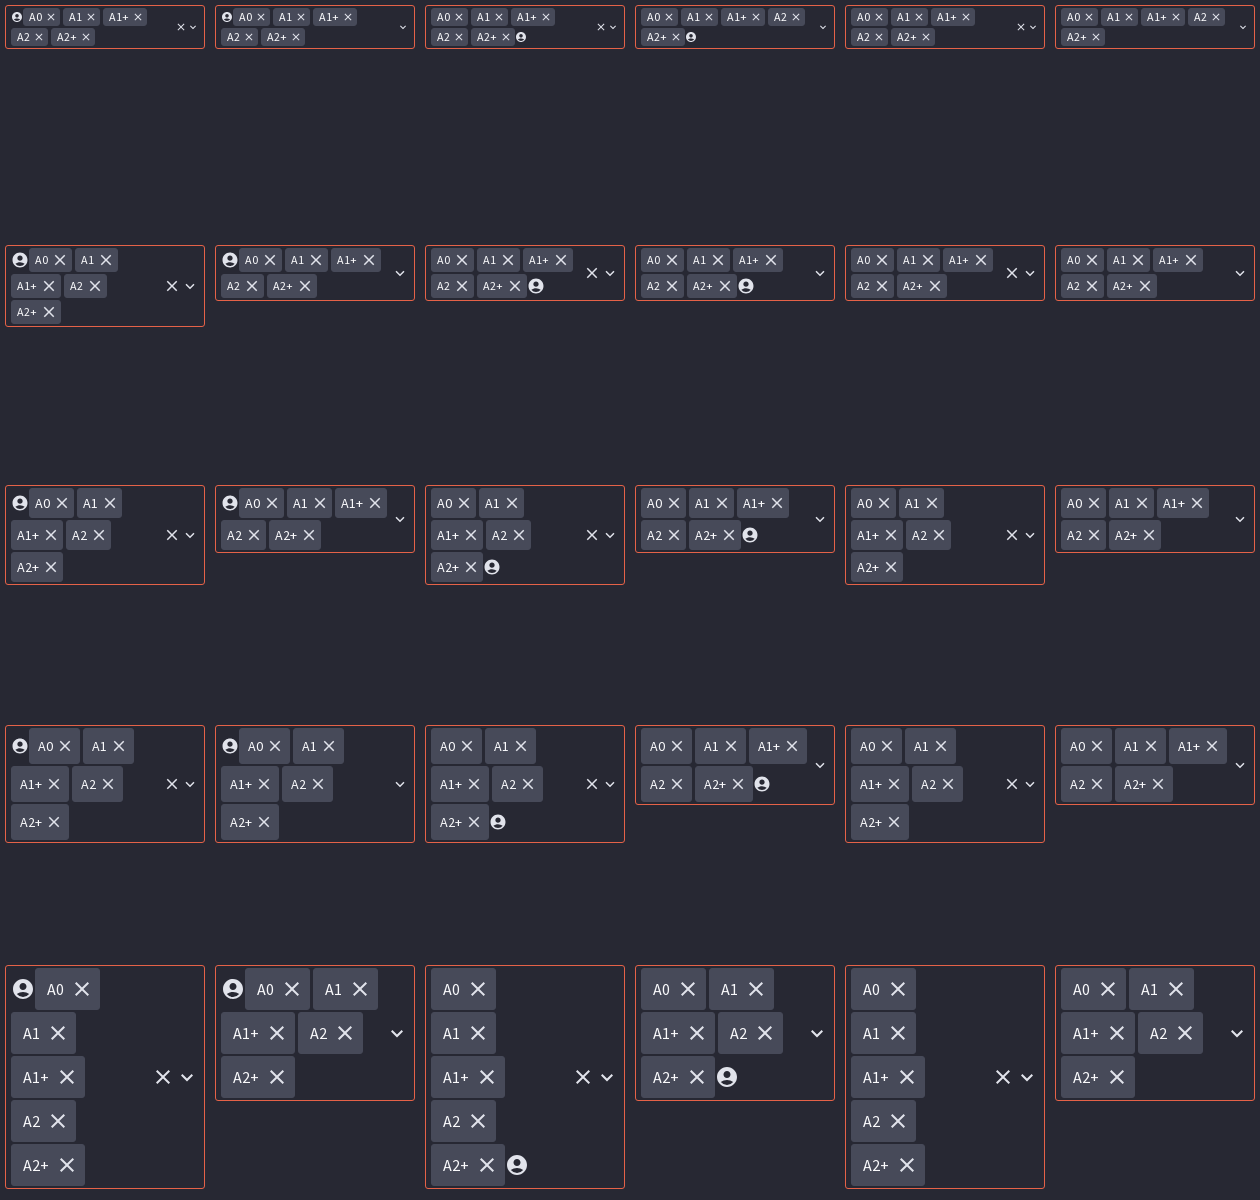 A0 A1 A1+ A0 A1 A1+ A0 A1 A1+ A0 A1 A1+ A2 A0 A1 A1+ A0 A1 A1+ A2
A2 A2+ A2 A2+ A2 A2+ A2+ A2 A2+ A2+
A0 A1 A0 A1 A1+ A0 A1 A1+ A0 A1 A1+ A0 A1 A1+ A0 A1 A1+
A1+ A2 A2 A2+ A2 A2+ A2 A2+ A2 A2+ A2 A2+
A2+
A0 A1 A0 A1 A1+ A0 A1 A0 A1 A1+ A0 A1 A0 A1 A1+
A1+ A2 A2 A2+ A1+ A2 A2 A2+ A1+ A2 A2 A2+
A2+ A2+ A2+
A0 A1 A0 A1 A0 A1 A0 A1 A1+ A0 A1 A0 A1 A1+
A1+ A2 A1+ A2 A1+ A2 A2 A2+ A1+ A2 A2 A2+
A2+ A2+ A2+ A2+
A0 A0 A1 A0 A0 A1 A0 A0 A1
A1 A1+ A2 A1 A1+ A2 A1 A1+ A2
A1+ A2+ A1+ A2+ A1+ A2+
A2 A2 A2
A2+ A2+ A2+